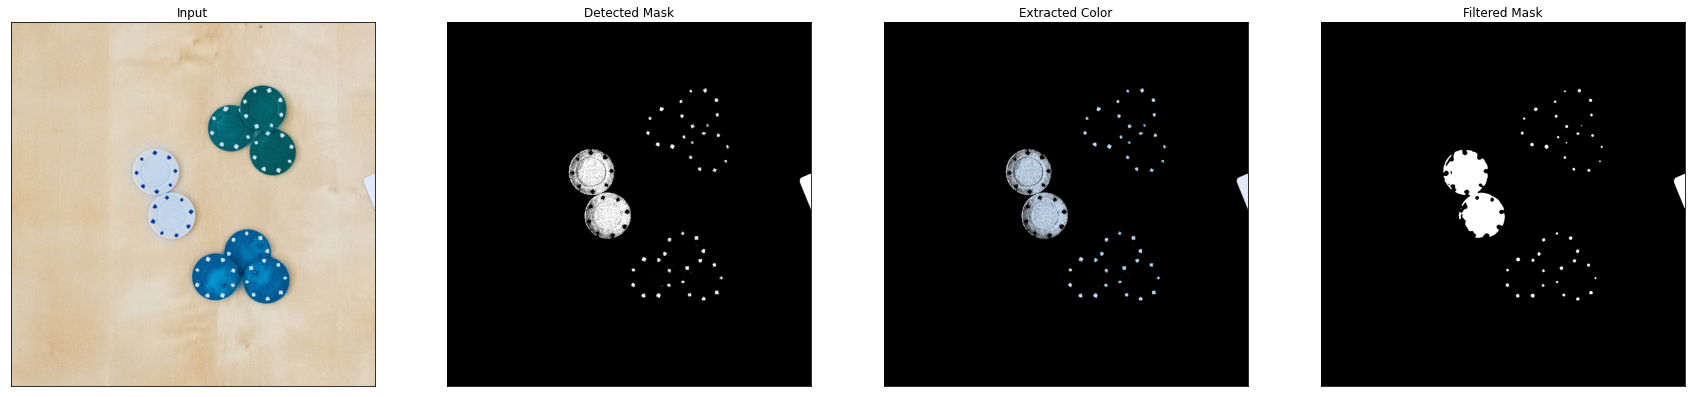 Input
Detected Mask
Extracted Color
Filtered Mask